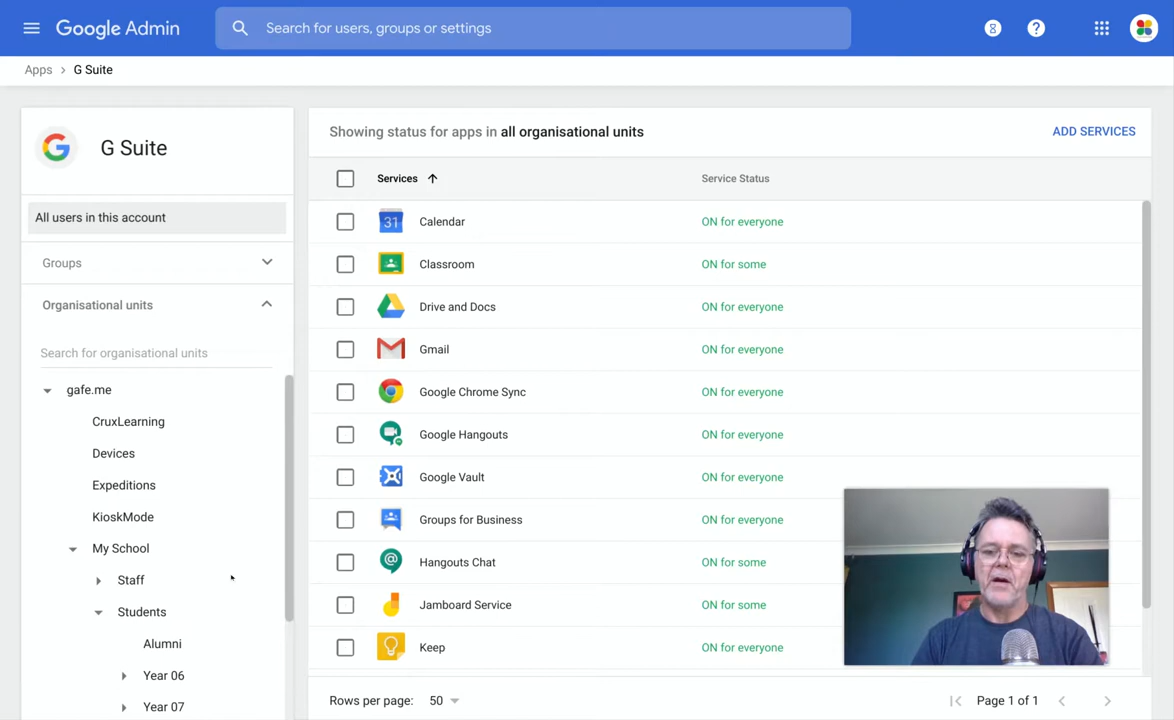 Google Admin
Search for users, groups or settings
Apps > G Suite
G Suite
All users in this account
Groups
Organisational units
Search for organisational units
gafe.me
CruxLearning
Devices
Expeditions
KioskMode
My School
Staff
Students
Alumni
Year 06
Year 07
Showing status for apps in all organisational units
ADD SERVICES
Services Service Status
31 Calendar ON for everyone
Classroom ON for some
Drive and Docs ON for everyone
Gmail ON for everyone
Google Chrome Sync ON for everyone
Google Hangouts ON for everyone
Google Vault ON for everyone
Groups for Business ON for everyone
Hangouts Chat ON for some
Jamboard Service ON for some
Keep ON for everyone
Rows per page: 50 Page 1 of 1